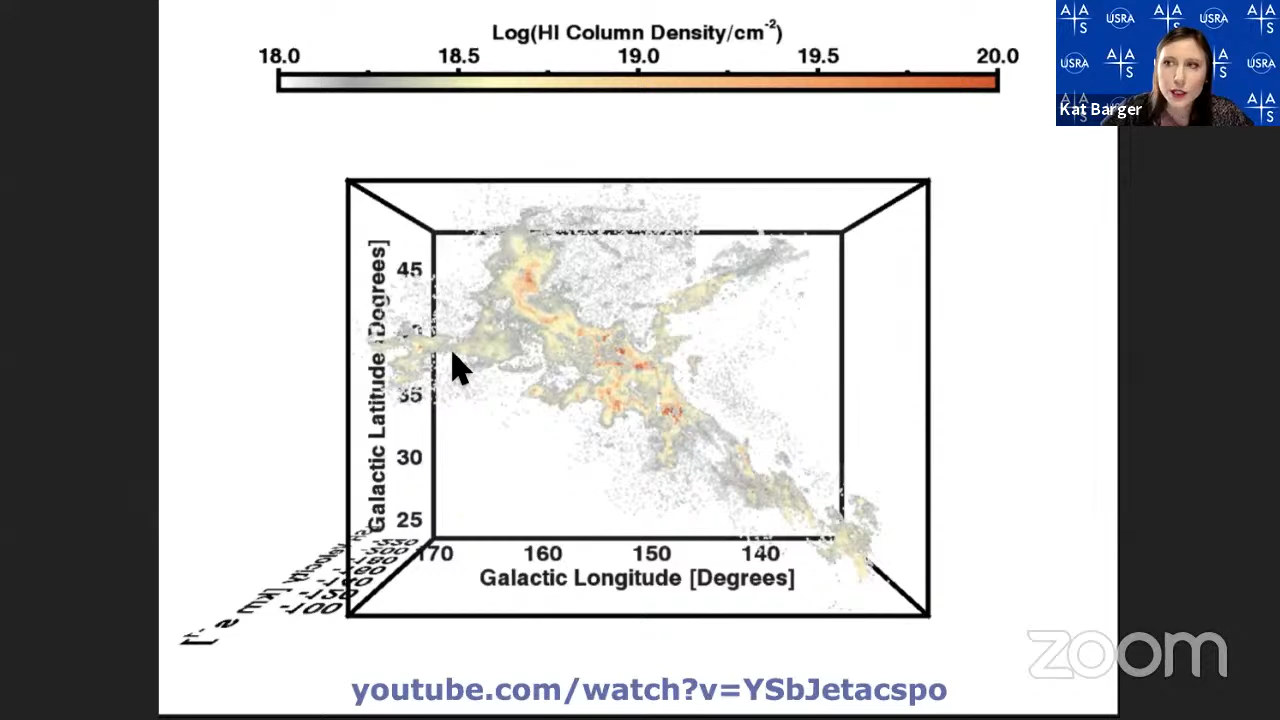 Log(HI Column Density/cm-2)
18.0 18.5 19.0 19.5 20.0
A A S
USRA
Kat Barger
Galactic Latitude [Degrees]
45
35
30
25
170 160 150 140
Galactic Longitude [Degrees]
-100
zoom
youtube.com/watch?v=YSbJetacspo